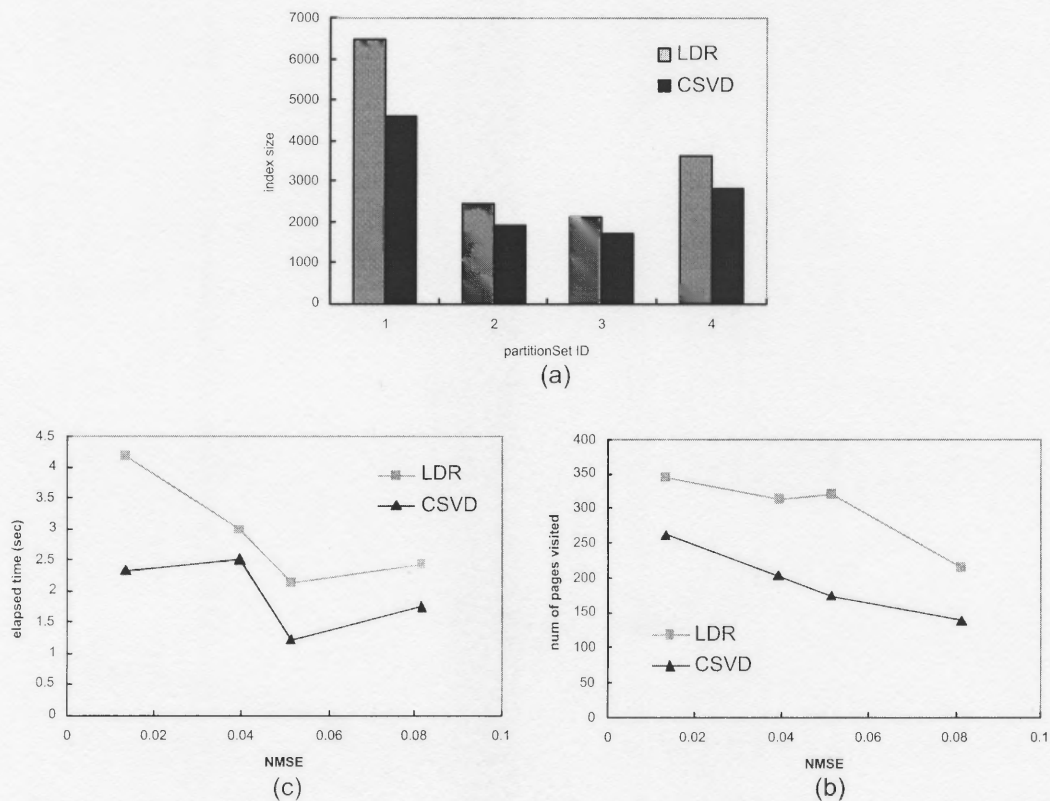 7000
6000
5000
4000
3000
2000
1000
0
index size
LDR
CSVD
1 2 3 4
partitionSet ID
(a)
4.5
4
3.5
3
2.5
2
1.5
1
0.5
0
elapsed time (sec)
LDR
CSVD
0 0.02 0.04 0.06 0.08 0.1
NMSE
(c)
400
350
300
250
200
150
100
50
0
num of pages visited
LDR
CSVD
0 0.02 0.04 0.06 0.08 0.1
NMSE
(b)